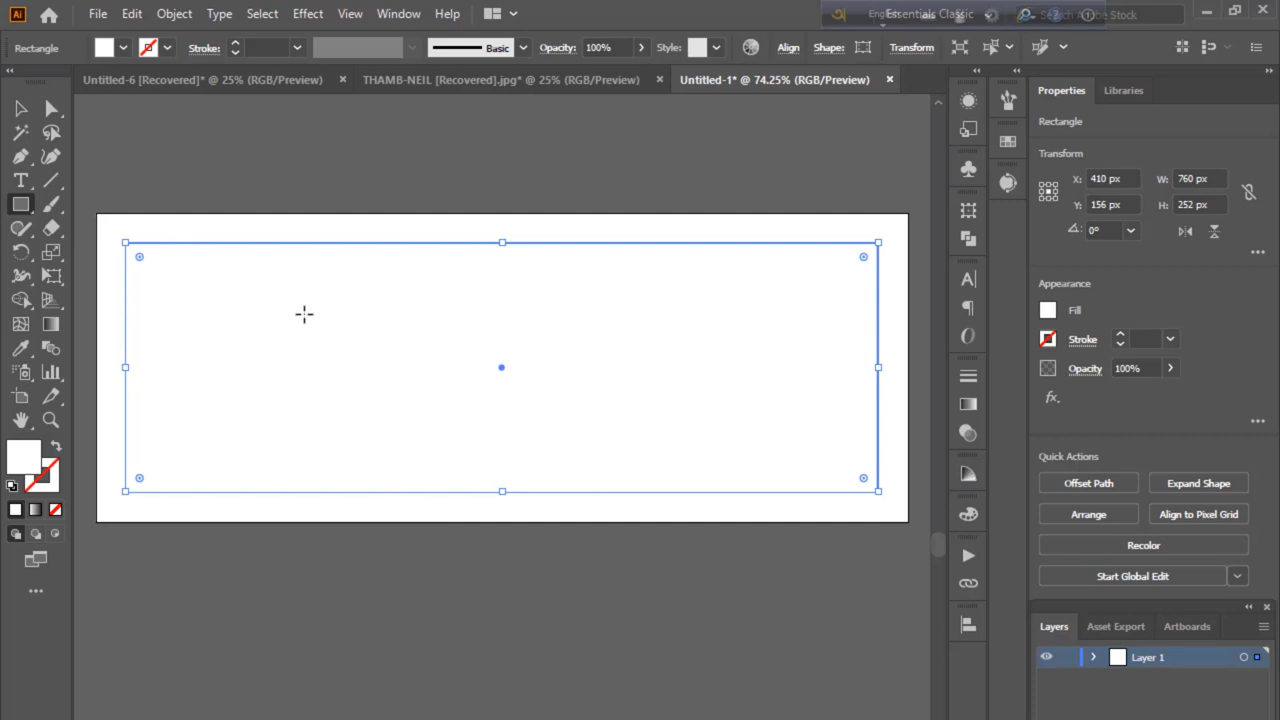 Ai File Edit Object Type Select Effect View Window Help English Essentials Classic Search Adobe Stock
Rectangle Stroke: Basic Opacity: 100% Style: Align Shape: Transform
Untitled-6 [Recovered]* @ 25% (RGB/Preview) × THAMB-NEIL [Recovered].jpg* @ 25% (RGB/Preview) × Untitled-1* @ 74.25% (RGB/Preview) ×
Properties Libraries
Rectangle
Transform
X: 410 px W: 760 px
Y: 156 px H: 252 px
0°
Appearance
Fill
Stroke
Opacity 100%
fx.
Quick Actions
Offset Path Expand Shape
Arrange Align to Pixel Grid
Recolor
Start Global Edit
Layers Asset Export Artboards
Layer 1